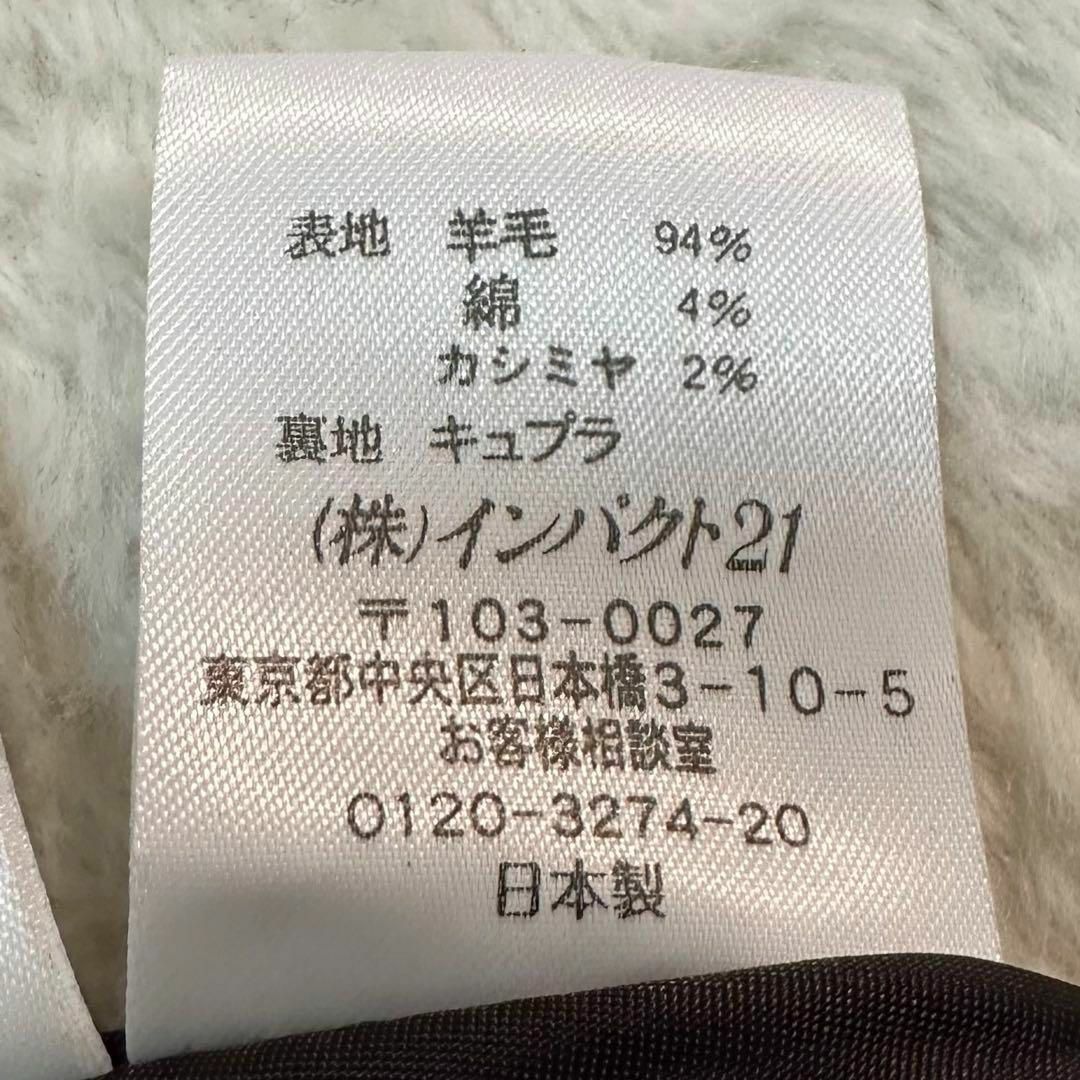 表地 羊毛 94%
綿 4%
カシミヤ 2%
裏地 キュプラ
(株)インパクト21
〒103-0027
東京都中央区日本橋3-10-5
お客様相談室
0120-3274-20
日本製